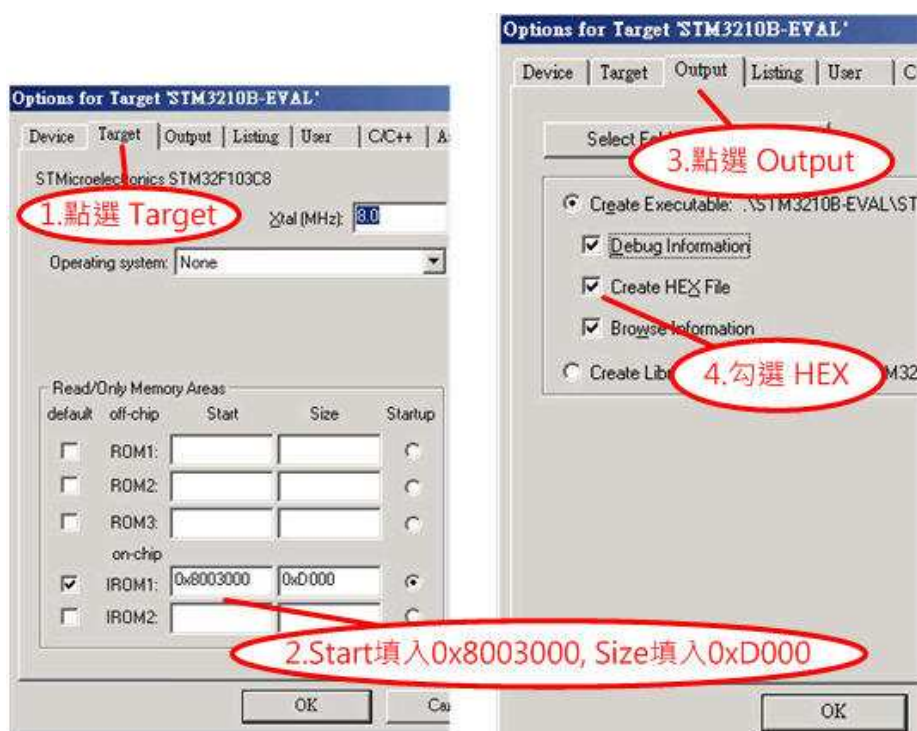 Options for Target 'STM3210B-EVAL'
Device Target Output Listing User C/C++
STMicroelectronics STM32F103C8
1.點選 Target
Xtal (MHz): 8.0
Operating system: None
Read/Only Memory Areas
default off-chip Start Size Startup
ROM1:
ROM2:
ROM3:
on-chip
IROM1: 0x8003000 0xD000
IROM2:
2.Start填入0x8003000, Size填入0xD000
OK
Options for Target 'STM3210B-EVAL'
Device Target Output Listing User
Select
3.點選 Output
Create Executable: .\STM3210B-EVAL\ST
Debug Information
Create HEX File
Browse Information
Create
4.勾選 HEX
OK